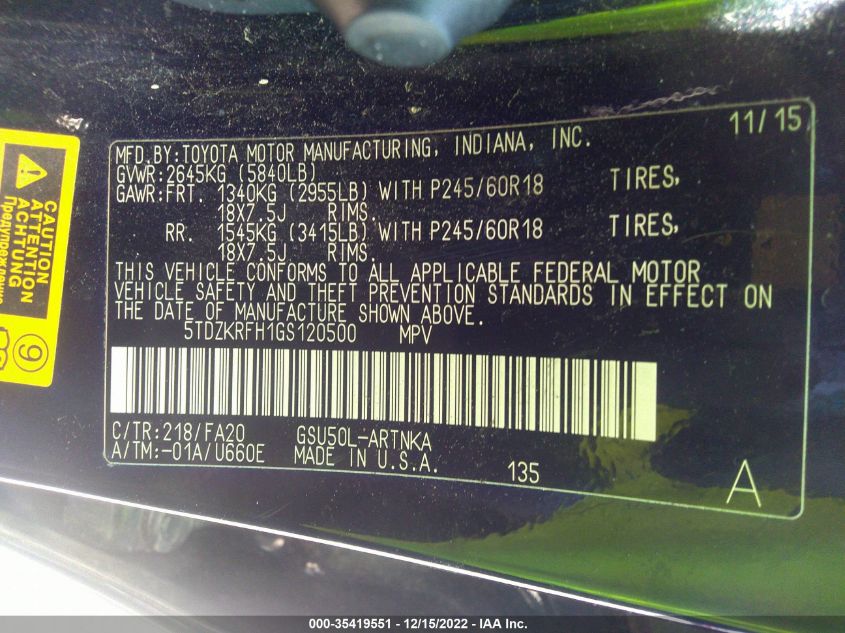 11/15
MFD.BY:TOYOTA MOTOR MANUFACTURING, INDIANA, INC.
GVWR:2645KG (5840LB)
GAWR:FRT. 1340KG (2955LB) WITH P245/60R18 TIRES,
18X7.5J RIMS.
RR. 1545KG (3415LB) WITH P245/60R18 TIRES,
18X7.5J RIMS.
THIS VEHICLE CONFORMS TO ALL APPLICABLE FEDERAL MOTOR
VEHICLE SAFETY AND THEFT PREVENTION STANDARDS IN EFFECT ON
THE DATE OF MANUFACTURE SHOWN ABOVE.
5TDZKRFH1GS120500 MPV
C/TR:218/FA20 GSU50L-ARTNKA
A/TM:-01A/U660E MADE IN U.S.A.
135
A
CAUTION
ATTENTION
ACHTUNG
Предупреждение
9
000-35419551 - 12/15/2022 - IAA Inc.